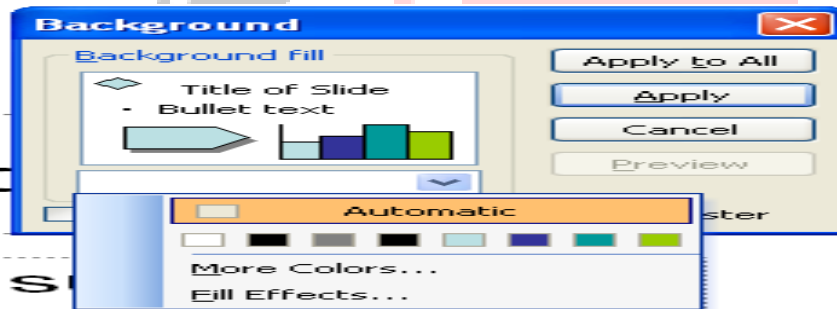 Background
Background fill
Title of Slide
• Bullet text
Apply to All
Apply
Cancel
Preview
ster
Automatic
More Colors...
Fill Effects...